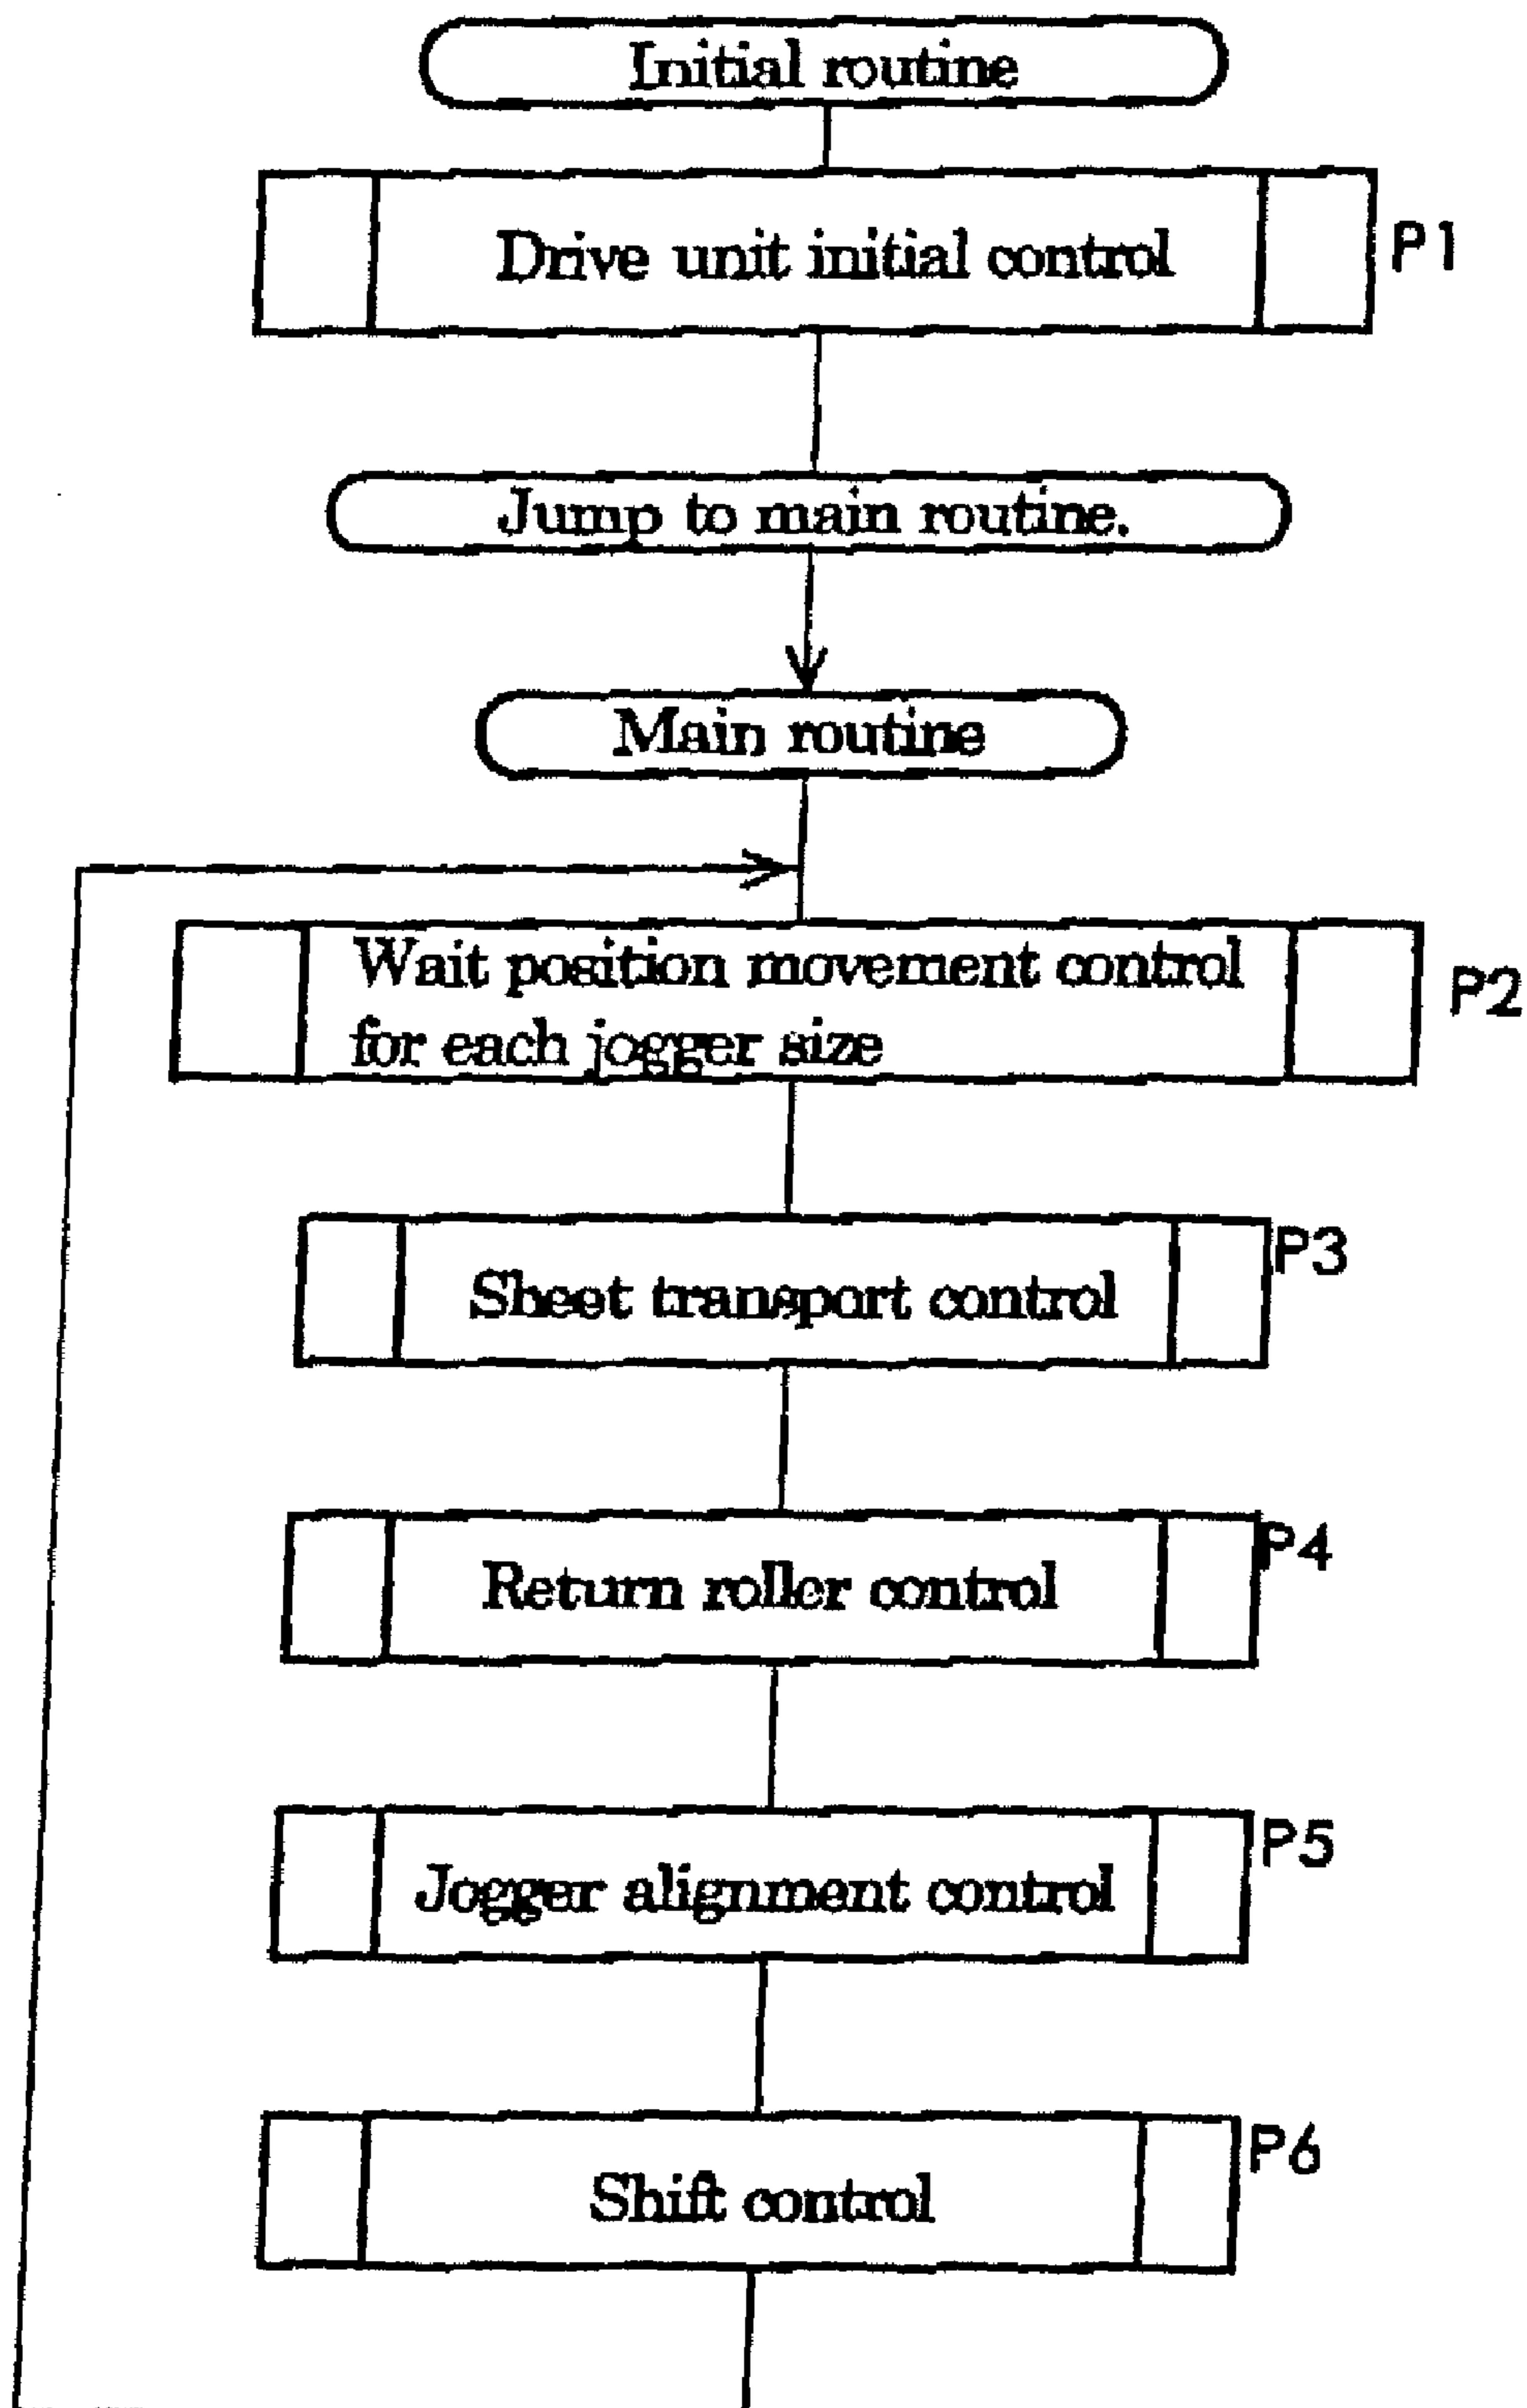 Initial routine
Drive unit initial control
P1
Jump to main routine.
Main routine
Wait position movement control
for each jogger size
P2
Sheet transport control
P3
Return roller control
P4
Jogger alignment control
P5
Shift control
P6